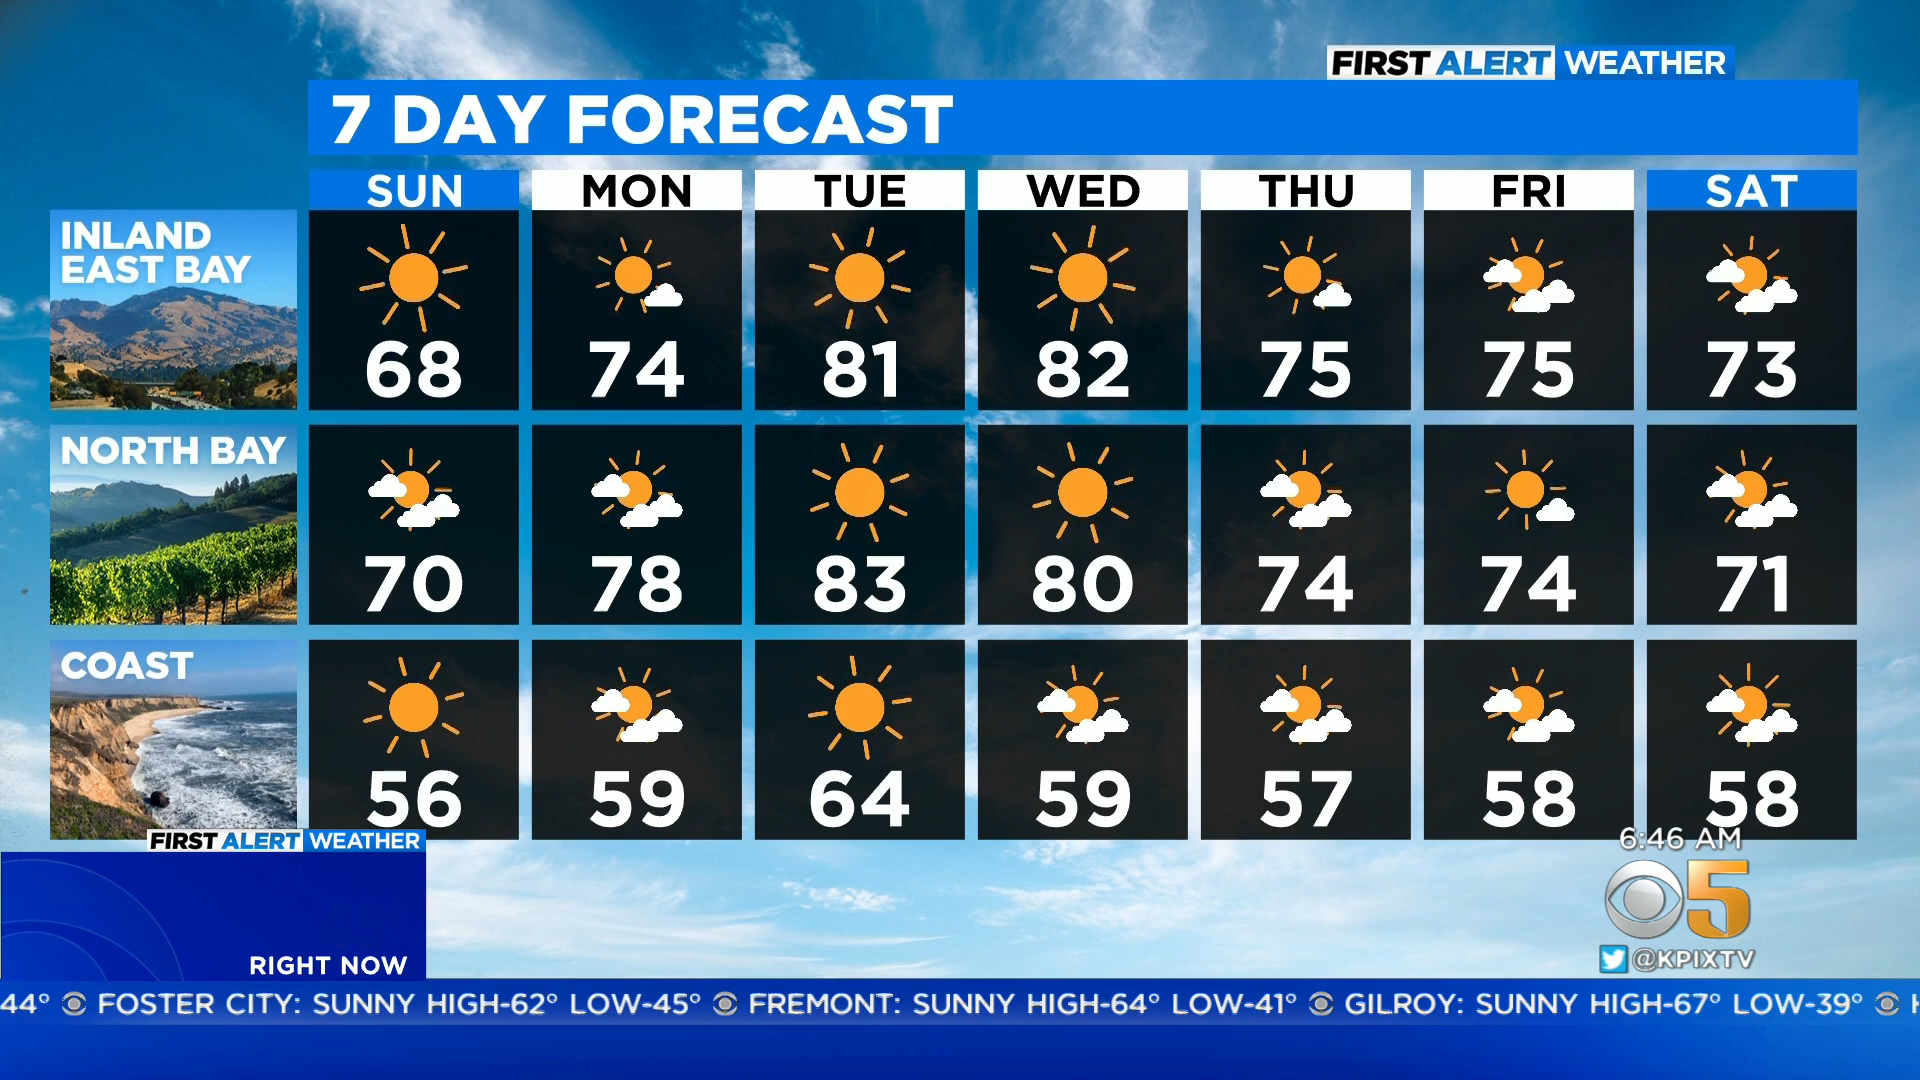 FIRST ALERT WEATHER
7 DAY FORECAST
SUN MON TUE WED THU FRI SAT
INLAND
EAST BAY
68 74 81 82 75 75 73
NORTH BAY
70 78 83 80 74 74 71
COAST
56 59 64 59 57 58 58
FIRST ALERT WEATHER
6:46 AM
5
@KPIXTV
RIGHT NOW
44° FOSTER CITY: SUNNY HIGH-62° LOW-45° FREMONT: SUNNY HIGH-64° LOW-41° GILROY: SUNNY HIGH-67° LOW-39°